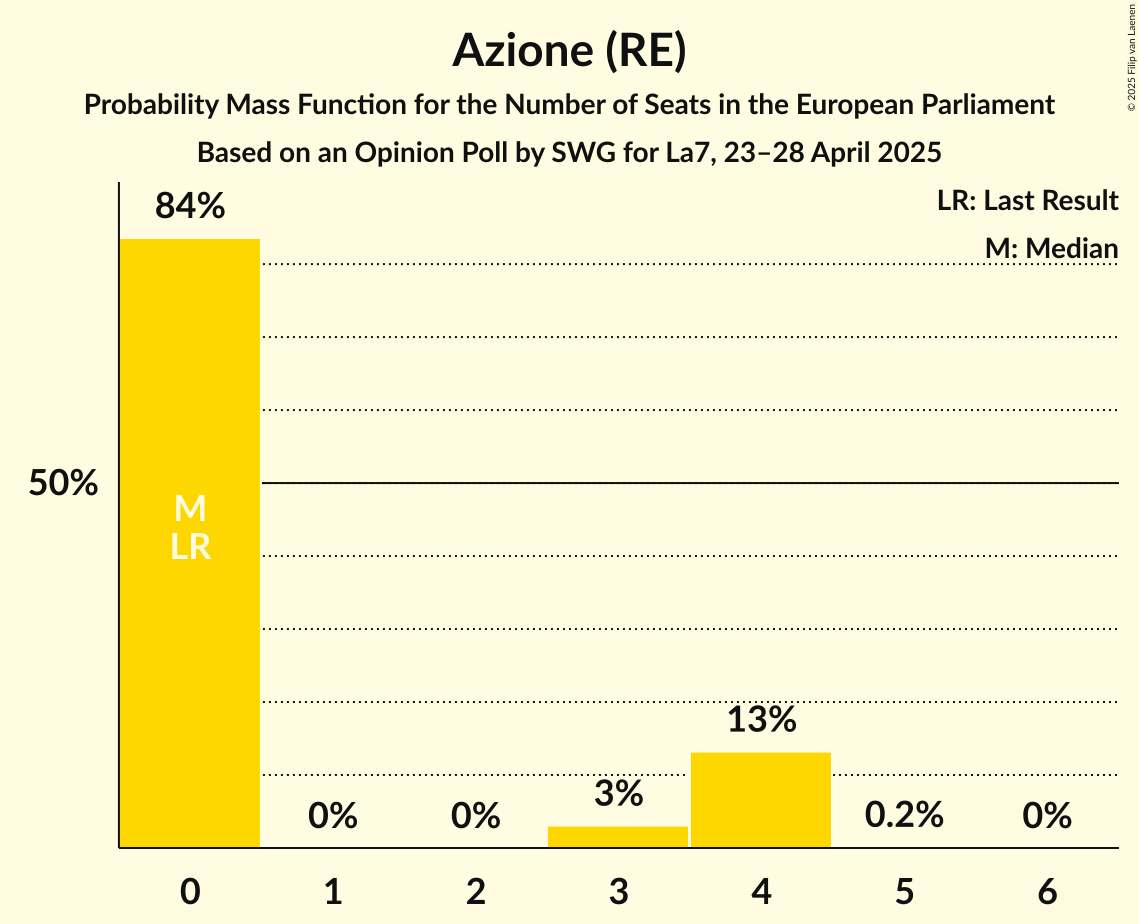 Azione (RE)
Probability Mass Function for the Number of Seats in the European Parliament
Based on an Opinion Poll by SWG for La7, 23–28 April 2025
© 2025 Filip van Laenen
LR: Last Result
M: Median
84%
50%
M
LR
0%
0%
3%
13%
0.2%
0%
0 1 2 3 4 5 6